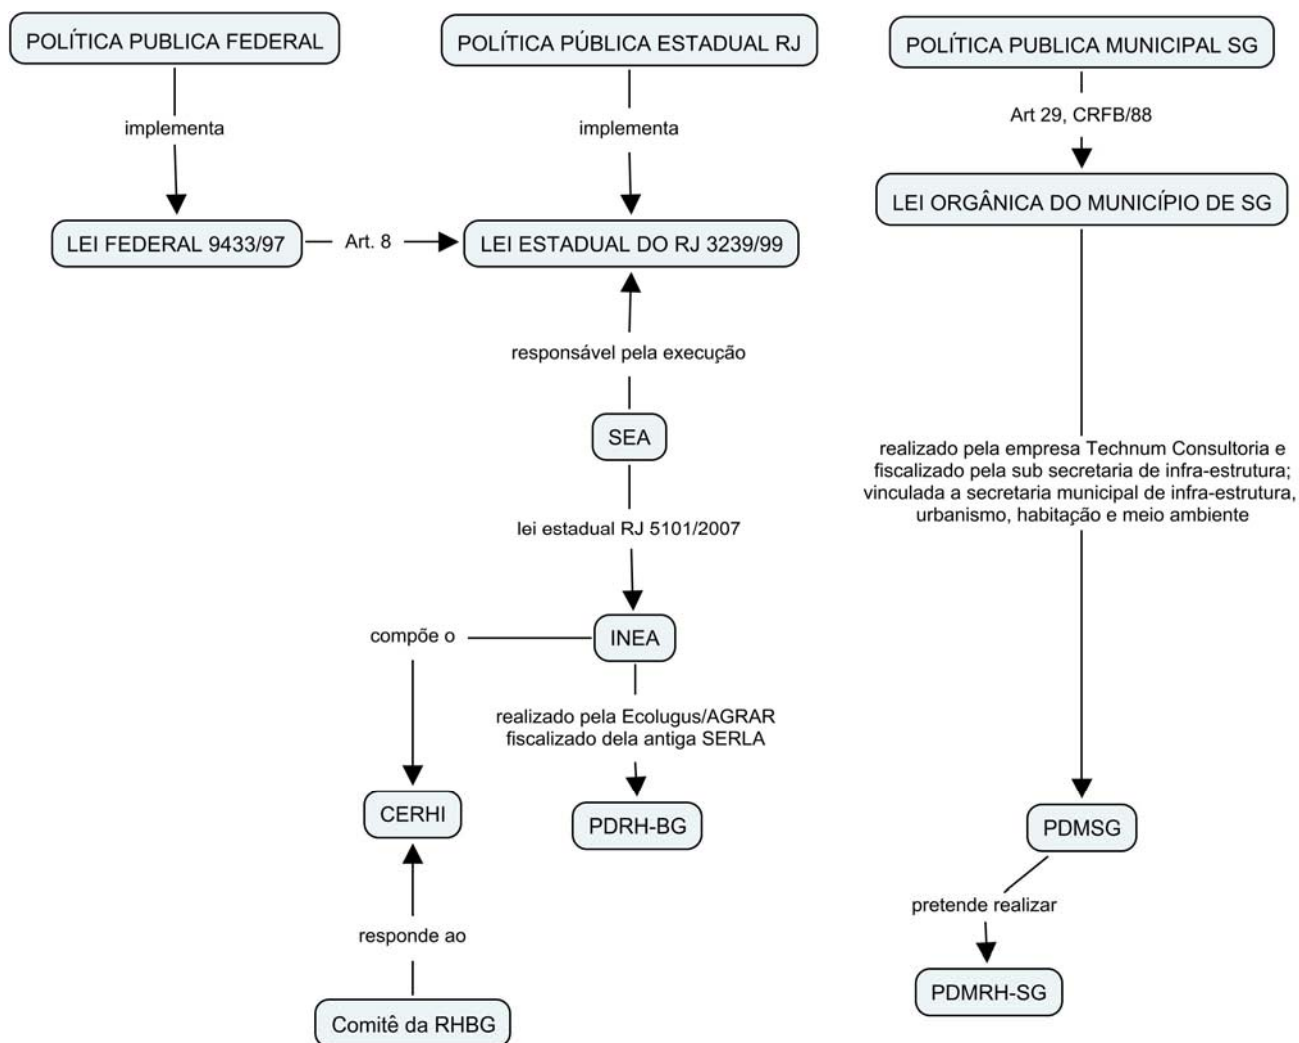 POLÍTICA PUBLICA FEDERAL
POLÍTICA PÚBLICA ESTADUAL RJ
POLÍTICA PUBLICA MUNICIPAL SG
implementa
implementa
Art 29, CRFB/88
LEI ORGÂNICA DO MUNICÍPIO DE SG
LEI FEDERAL 9433/97
Art. 8
LEI ESTADUAL DO RJ 3239/99
responsável pela execução
SEA
realizado pela empresa Technum Consultoria e
fiscalizado pela sub secretaria de infra-estrutura;
vinculada a secretaria municipal de infra-estrutura,
urbanismo, habitação e meio ambiente
lei estadual RJ 5101/2007
compõe o
INEA
realizado pela Ecolugus/AGRAR
fiscalizado dela antiga SERLA
CERHI
PDRH-BG
PDMSG
pretende realizar
responde ao
PDMRH-SG
Comitê da RHBG